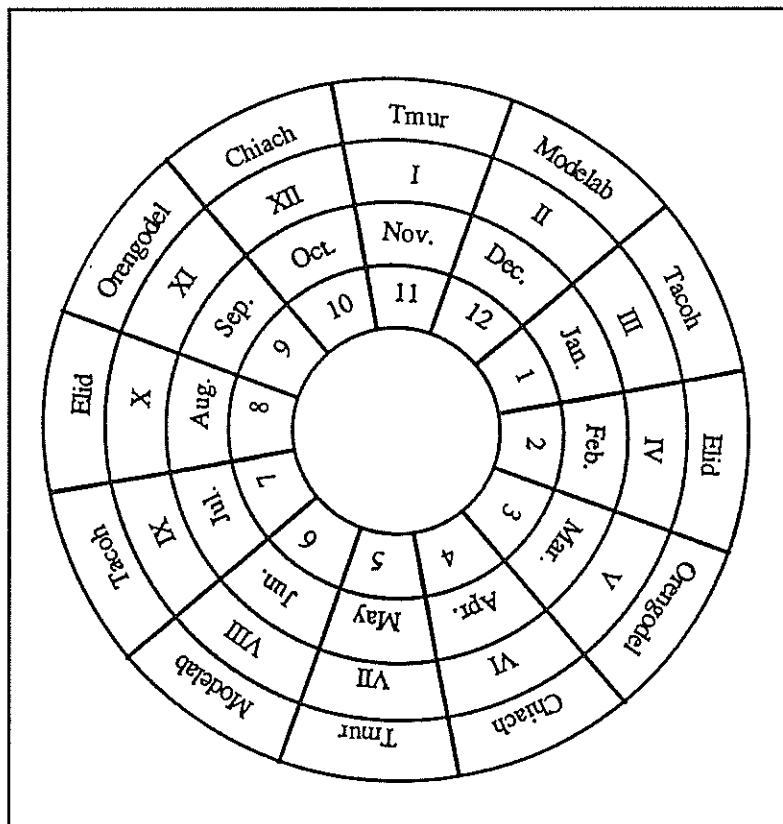 Tmur
I
Nov.
11
Modelab
II
Dec.
12
Tacoh
III
Jan.
1
Elid
IV
Feb.
2
Orengodel
V
Mar.
3
Chiach
VI
Apr.
4
Tmur
VII
May
5
Modelab
VIII
Jun.
6
Tacoh
IX
Jul.
7
Elid
X
Aug.
8
Orengodel
XI
Sep.
9
Chiach
XII
Oct.
10